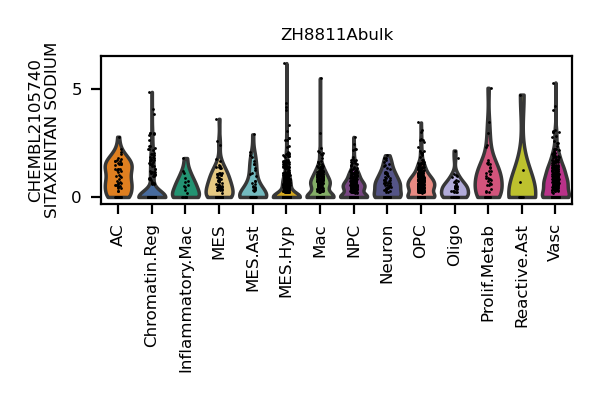 ZH8811Abulk
CHEMBL2105740
SITAXENTAN SODIUM
5
0
AC
Chromatin.Reg
Inflammatory.Mac
MES
MES.Ast
MES.Hyp
Mac
NPC
Neuron
OPC
Oligo
Prolif.Metab
Reactive.Ast
Vasc